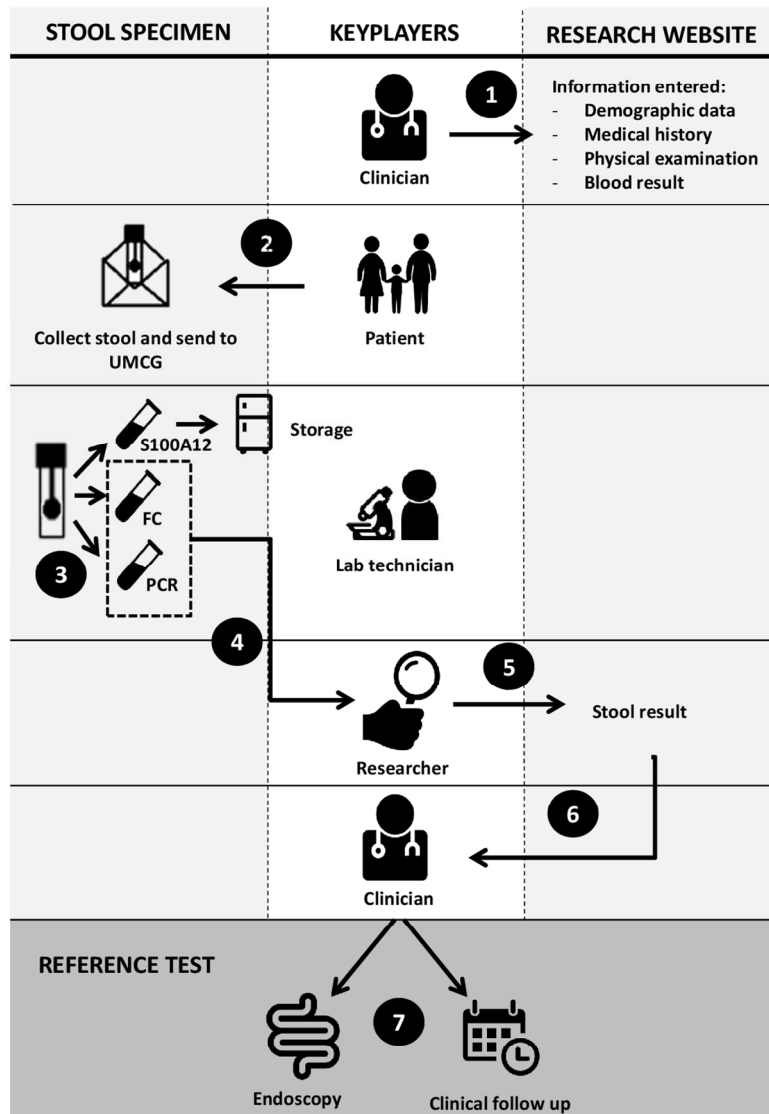 STOOL SPECIMEN
KEYPLAYERS
RESEARCH WEBSITE
1
Information entered:
- Demographic data
- Medical history
- Physical examination
- Blood result
Clinician
2
Collect stool and send to
UMCG
Patient
S100A12
Storage
FC
PCR
3
Lab technician
4
5
Stool result
Researcher
6
Clinician
REFERENCE TEST
7
Endoscopy
Clinical follow up